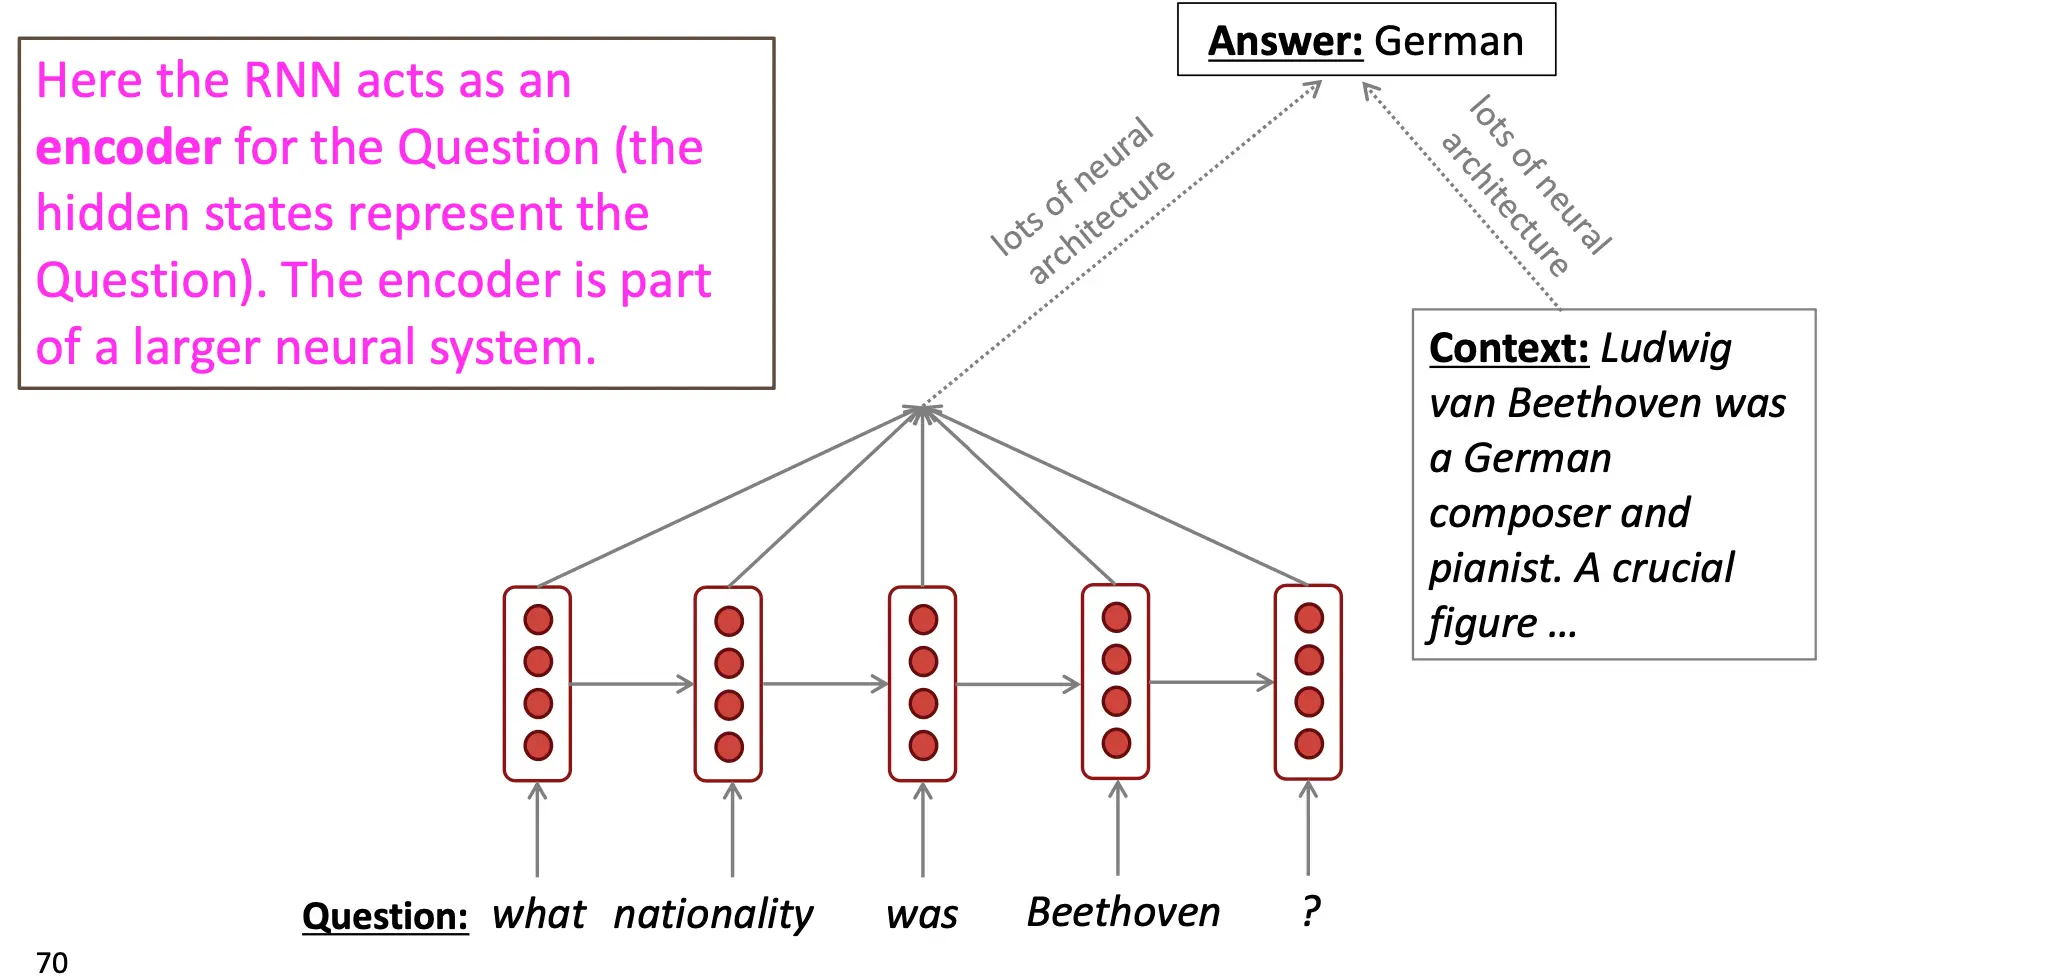 Here the RNN acts as an
encoder for the Question (the
hidden states represent the
Question). The encoder is part
of a larger neural system.
Answer: German
lots of neural
architecture
lots of neural
architecture
Context: Ludwig
van Beethoven was
a German
composer and
pianist. A crucial
figure ...
Question: what nationality was Beethoven ?
70